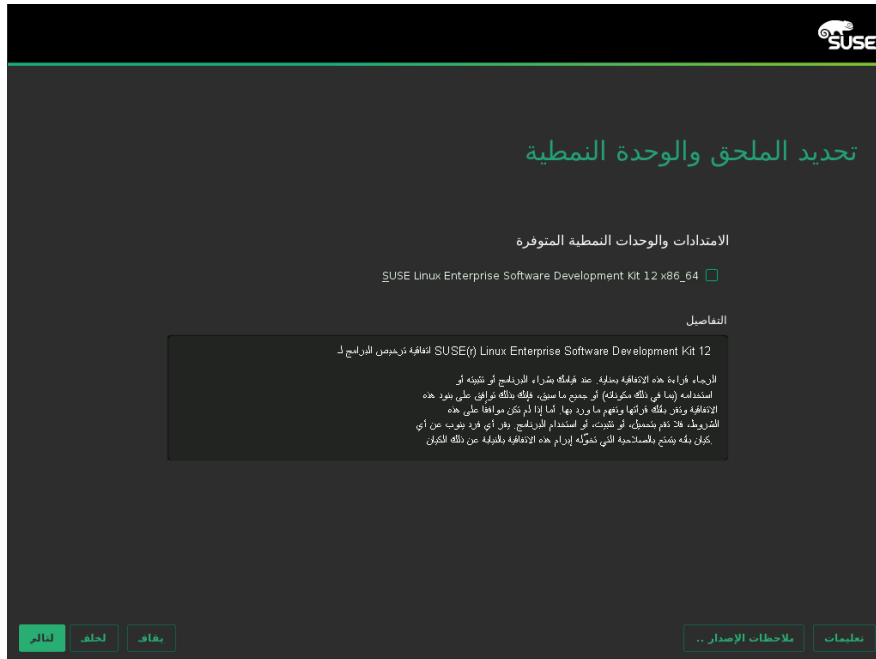 SUSE
تحديد الملحق والوحدة النمطية
الامتدادات والوحدات النمطية المتوفرة
SUSE Linux Enterprise Software Development Kit 12 x86_64
التفاصيل
اتفاقية ترخيص البرامج لـ SUSE(r) Linux Enterprise Software Development Kit 12
الرجاء قراءة هذه الاتفاقية بعناية. عند قيامك بشراء البرنامج أو تثبيته أو
استخدامه (بما في ذلك مكوناته) أو جميع ما سبق، فإنك بذلك توافق على بنود هذه
الاتفاقية وتقر بأنك قرأتها وتفهم ما ورد بها. أما إذا لم تكن موافقًا على هذه
الشروط، فلا تقم بتحميل، أو تثبيت، أو استخدام البرنامج. يقر أي فرد ينوب عن أي
كيان بأنه يتمتع بالصلاحية التي تخوّله إبرام هذه الاتفاقية بالنيابة عن ذلك الكيان.
تعليمات
ملاحظات الإصدار ..
يقاف
لخلف
لتالي